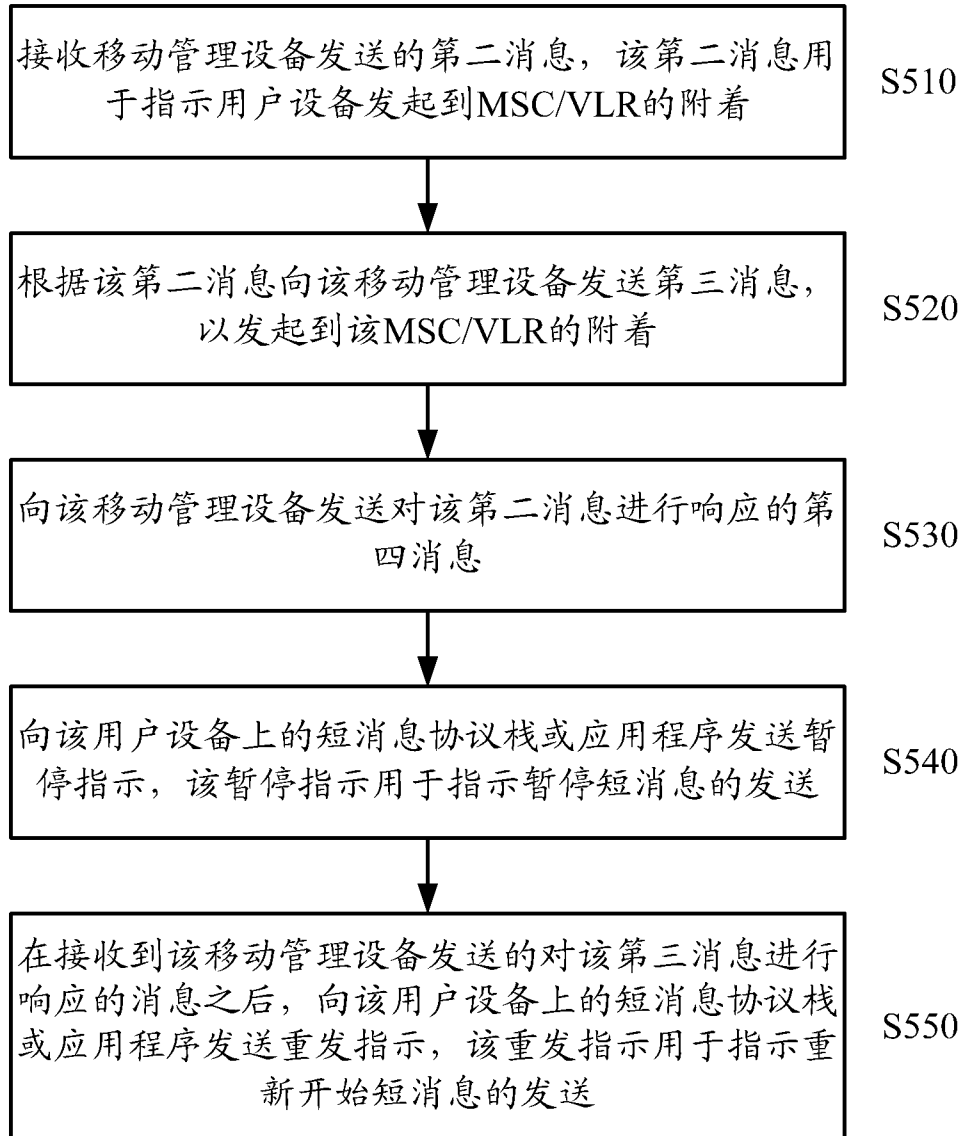 接收移动管理设备发送的第二消息，该第二消息用
于指示用户设备发起到MSC/VLR的附着
S510
根据该第二消息向该移动管理设备发送第三消息，
以发起到该MSC/VLR的附着
S520
向该移动管理设备发送对该第二消息进行响应的第
四消息
S530
向该用户设备上的短消息协议栈或应用程序发送暂
停指示，该暂停指示用于指示暂停短消息的发送
S540
在接收到该移动管理设备发送的对该第三消息进行
响应的消息之后，向该用户设备上的短消息协议栈
或应用程序发送重发指示，该重发指示用于指示重
新开始短消息的发送
S550